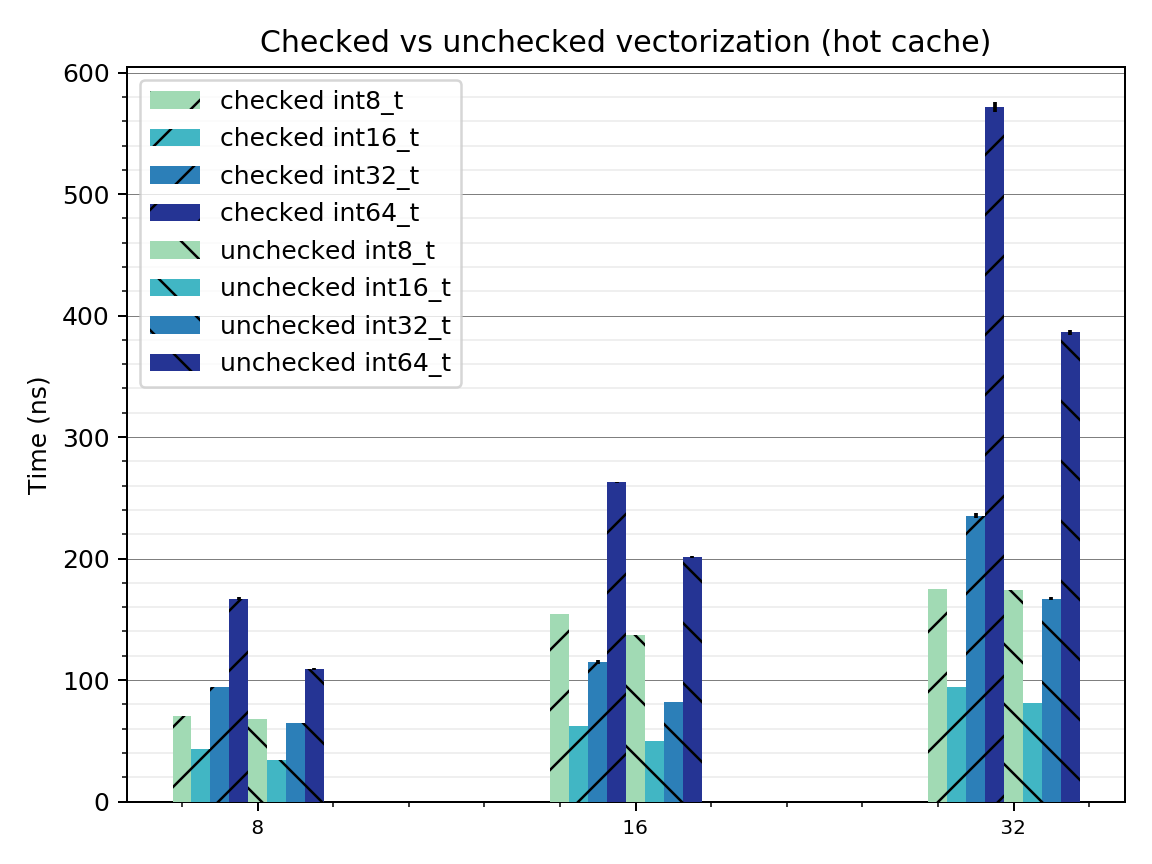 Checked vs unchecked vectorization (hot cache)
600
500
400
300
200
100
0
Time (ns)
checked int8_t
checked int16_t
checked int32_t
checked int64_t
unchecked int8_t
unchecked int16_t
unchecked int32_t
unchecked int64_t
8
16
32